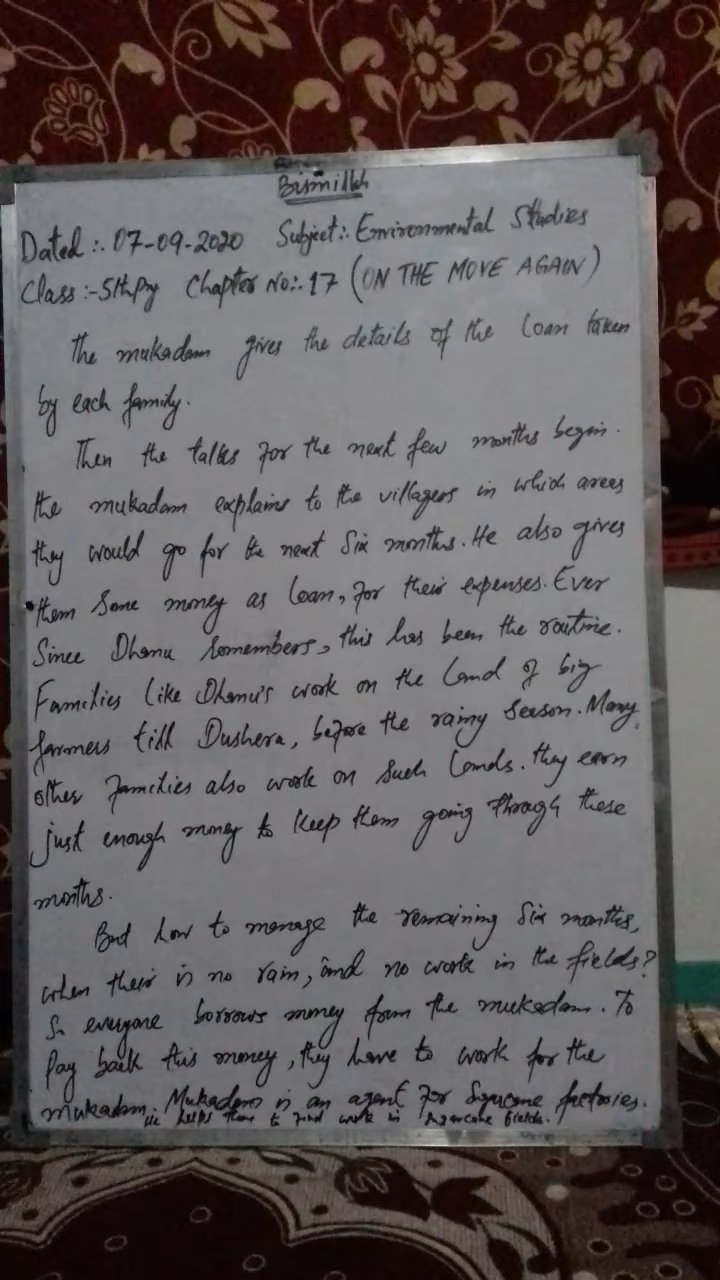 Bismillah
Dated :. 07-09-2020 Subject:. Environmental Studies
Class :- 5th Pry Chapter No:. 17 (ON THE MOVE AGAIN)
The mukadam gives the details of the loan taken
by each family.
Then the talks for the next few months begin.
the mukadam explains to the villagers in which areas
they would go for the next Six months. He also gives
them Some money as loan, for their expenses. Ever
Since Dhanu remembers, this has been the routine.
Families like Dhanu's work on the land of big
farmers till Dushera, before the rainy Season. Many
other families also work on such lands. they earn
just enough money to keep them going through these
months.
But how to manage the remaining Six months,
when their is no rain, and no work in the fields?
So everyone borrows money from the mukadam. To
Pay back this money, they have to work for the
mukadam. Mukadam is an agent for factories.
He helps them to find work in Sugarcane fields.